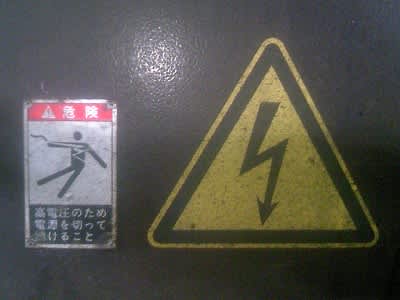 危険
高電圧のため
電源を切って
開けること